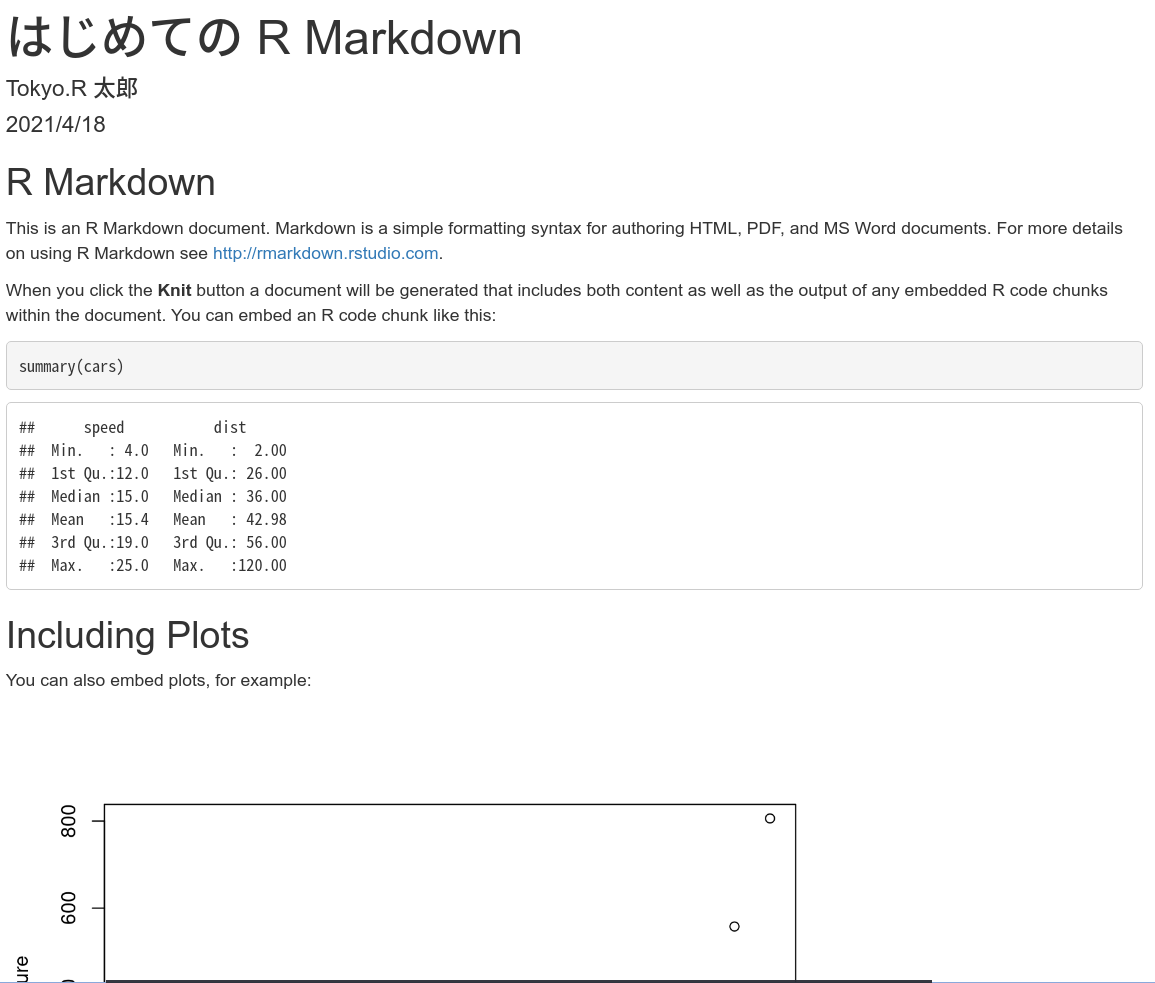 はじめての R Markdown
Tokyo.R 太郎
2021/4/18
R Markdown
This is an R Markdown document. Markdown is a simple formatting syntax for authoring HTML, PDF, and MS Word documents. For more details
on using R Markdown see http://rmarkdown.rstudio.com.
When you click the Knit button a document will be generated that includes both content as well as the output of any embedded R code chunks
within the document. You can embed an R code chunk like this:
summary(cars)
##      speed           dist
##  Min.   : 4.0   Min.   :  2.00
##  1st Qu.:12.0   1st Qu.: 26.00
##  Median :15.0   Median : 36.00
##  Mean   :15.4   Mean   : 42.98
##  3rd Qu.:19.0   3rd Qu.: 56.00
##  Max.   :25.0   Max.   :120.00
Including Plots
You can also embed plots, for example:
800
600